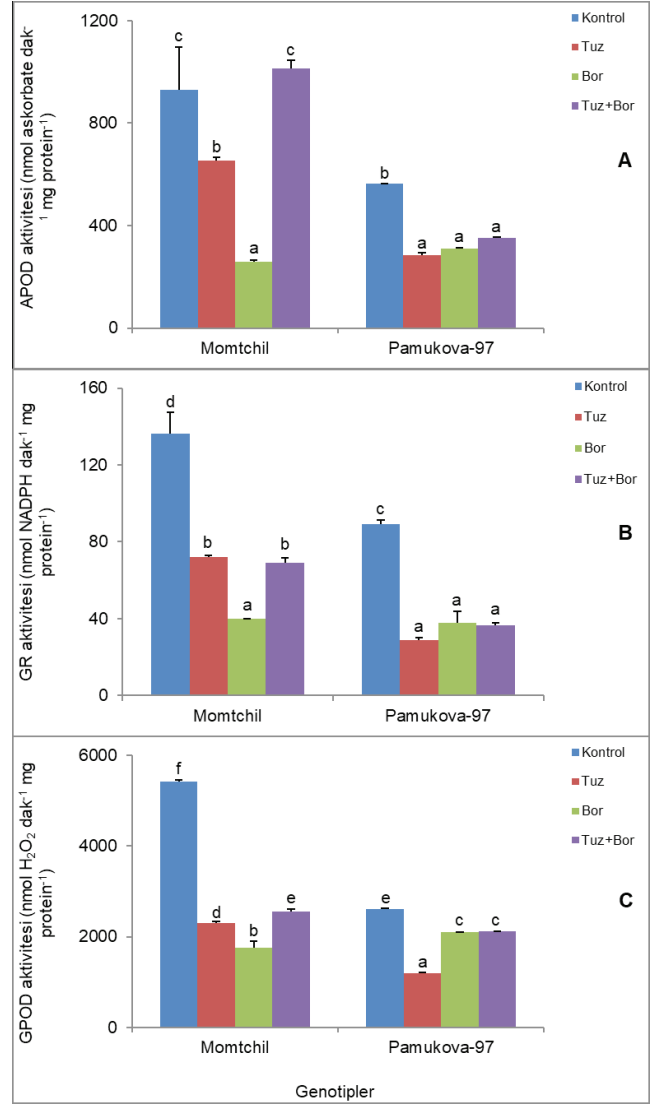 APOD aktivitesi (nmol askorbate dak⁻
¹ mg protein⁻¹)
1200
800
400
0
c
b
a
c
b
a
a
a
Momtchil
Pamukova-97
Kontrol
Tuz
Bor
Tuz+Bor
A
GR aktivitesi (nmol NADPH dak⁻¹ mg
protein⁻¹)
160
120
80
40
0
d
b
a
b
c
a
a
a
Momtchil
Pamukova-97
Kontrol
Tuz
Bor
Tuz+Bor
B
GPOD aktivitesi (nmol H₂O₂ dak⁻¹ mg
protein⁻¹)
6000
4000
2000
0
f
d
b
e
e
a
c
c
Momtchil
Pamukova-97
Kontrol
Tuz
Bor
Tuz+Bor
C
Genotipler